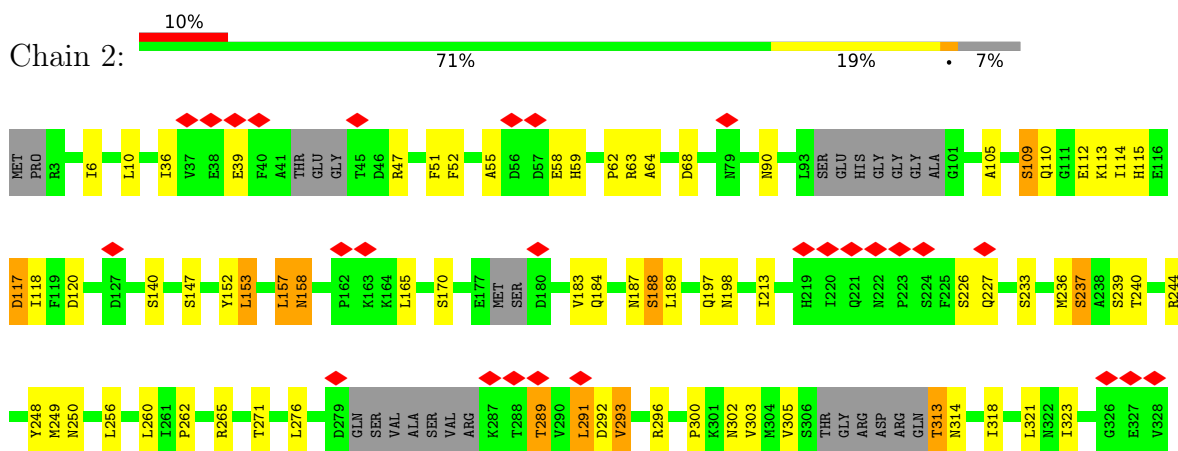 10%
Chain 2:
71% 19% • 7%
MET PRO R3 I6 L10 I36 V37 E38 E39 F40 A41 THR GLU GLY T45 D46 R47 F51 F52 A55 D56 D57 E58 H59 P62 R63 A64 D68 N79 N90 L93 SER GLU HIS GLY GLY GLY ALA G101 A105 S109 Q110 G111 E112 K113 I114 H115 E116
D117 I118 F119 D120 D127 S140 S147 Y152 L153 L157 N158 P162 K163 K164 L165 S170 E177 MET SER D180 V183 Q184 N187 S188 L189 Q197 N198 I213 H219 I220 Q221 N222 P223 S224 F225 S226 Q227 S233 M236 S237 A238 S239 T240 R244
Y248 M249 N250 L256 L260 I261 P262 R265 T271 L276 D279 GLN SER VAL ALA SER VAL ARG K287 T288 T289 V290 L291 D292 V293 R296 P300 K301 N302 V303 M304 V305 S306 THR GLY ARG ASP ARG GLN T313 N314 I318 L321 N322 I323 G326 E327 V328